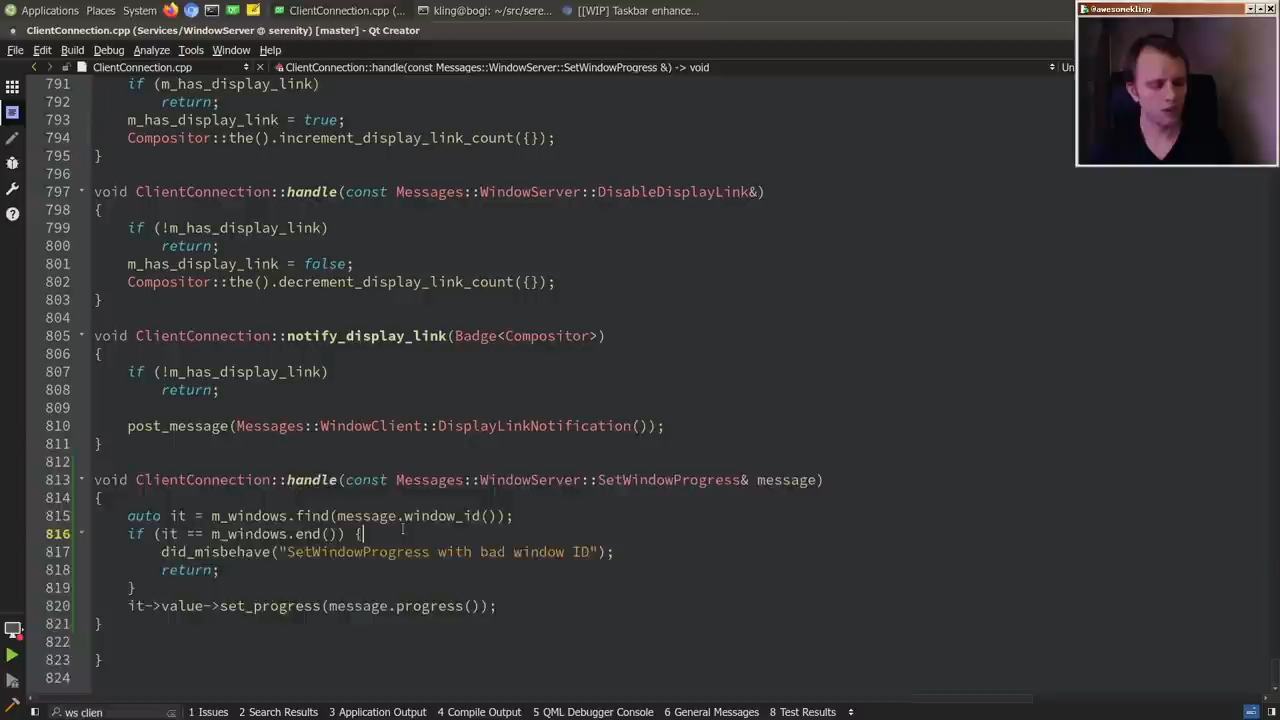 Applications Places System ClientConnection.cpp (... kling@bogi: ~/src/sere... [[WIP] Taskbar enhance...
@awesomekling
ClientConnection.cpp (Services/WindowServer @ serenity) [master] - Qt Creator
File Edit Build Debug Analyze Tools Window Help
ClientConnection.cpp ClientConnection::handle(const Messages::WindowServer::SetWindowProgress &) -> void
791 if (m_has_display_link)
792 return;
793 m_has_display_link = true;
794 Compositor::the().increment_display_link_count({});
795 }
796
797 void ClientConnection::handle(const Messages::WindowServer::DisableDisplayLink&)
798 {
799 if (!m_has_display_link)
800 return;
801 m_has_display_link = false;
802 Compositor::the().decrement_display_link_count({});
803 }
804
805 void ClientConnection::notify_display_link(Badge<Compositor>)
806 {
807 if (!m_has_display_link)
808 return;
809
810 post_message(Messages::WindowClient::DisplayLinkNotification());
811 }
812
813 void ClientConnection::handle(const Messages::WindowServer::SetWindowProgress& message)
814 {
815 auto it = m_windows.find(message.window_id());
816 if (it == m_windows.end()) {
817 did_misbehave("SetWindowProgress with bad window ID");
818 return;
819 }
820 it->value->set_progress(message.progress());
821 }
822
823 }
824
ws clien 1 Issues 2 Search Results 3 Application Output 4 Compile Output 5 QML Debugger Console 6 General Messages 8 Test Results